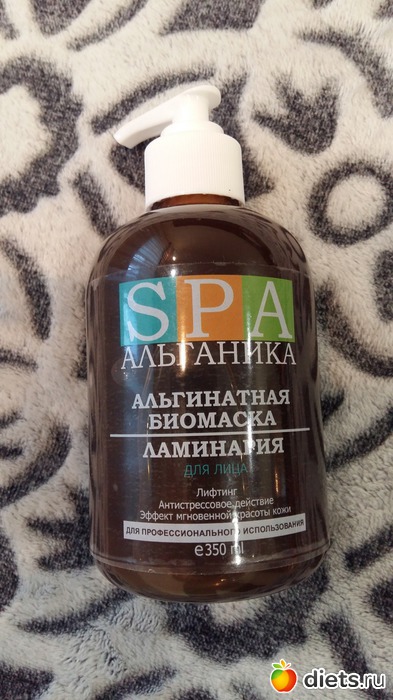 SPA
АЛЬГАНИКА
АЛЬГИНАТНАЯ
БИОМАСКА
ЛАМИНАРИЯ
ДЛЯ ЛИЦА
Лифтинг
Антистрессовое действие
Эффект мгновенной красоты кожи
ДЛЯ ПРОФЕССИОНАЛЬНОГО ИСПОЛЬЗОВАНИЯ
℮350 ml
diets.ru